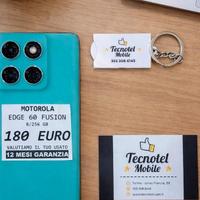 MOTOROLA
EDGE 60 FUSION
8/256 GB
180 EURO
VALUTIAMO IL TUO USATO
12 MESI GARANZIA
Tecnotel
Mobile
Tecnotel
Mobile